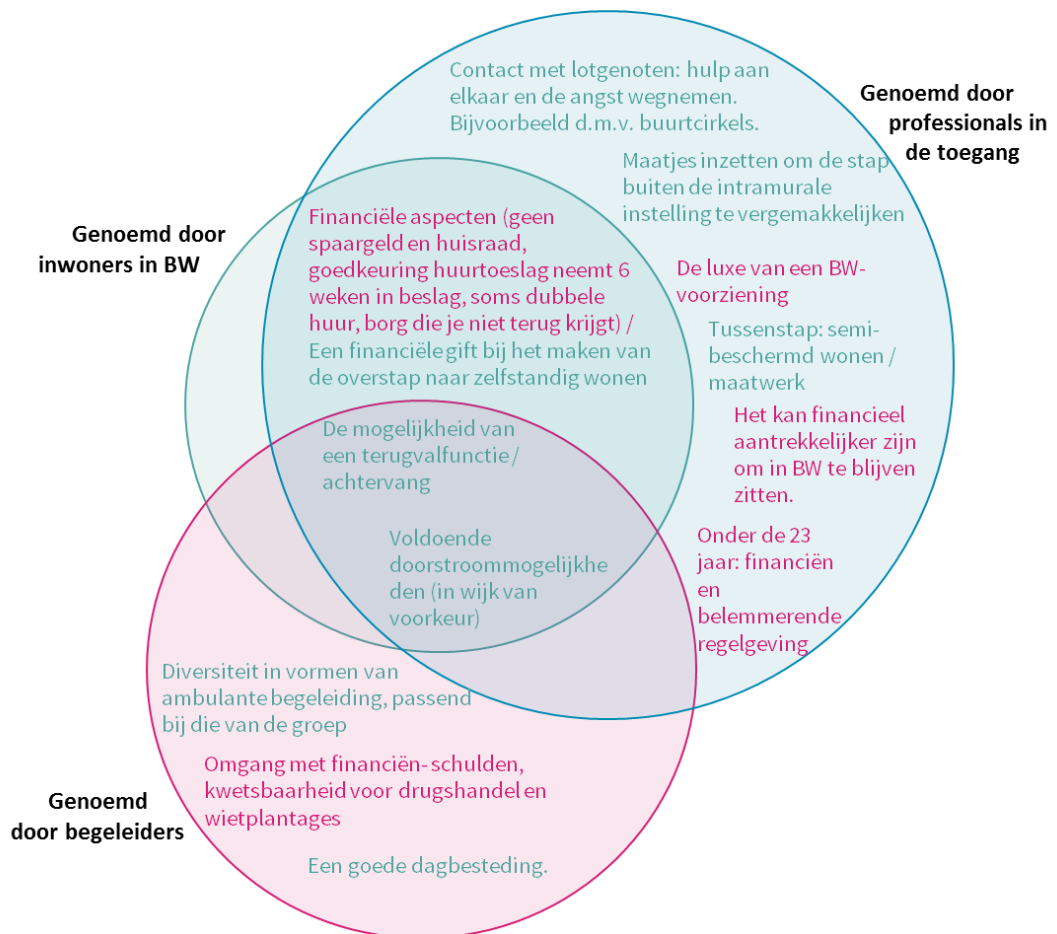 Contact met lotgenoten: hulp aan
elkaar en de angst wegnemen.
Bijvoorbeeld d.m.v. buurtcirkels.
Genoemd door
professionals in
de toegang
Maatjes inzetten om de stap
buiten de intramurale
instelling te vergemakkelijken
Genoemd door
inwoners in BW
Financiële aspecten (geen
spaargeld en huisraad,
goedkeuring huurtoeslag neemt 6
weken in beslag, soms dubbele
huur, borg die je niet terug krijgt) /
Een financiële gift bij het maken van
de overstap naar zelfstandig wonen
De luxe van een BW-
voorziening
Tussenstap: semi-
beschermd wonen /
maatwerk
Het kan financieel
aantrekkelijker zijn
om in BW te blijven
zitten.
De mogelijkheid van
een terugvalfunctie /
achtervang
Voldoende
doorstroommogelijkhe
den (in wijk van
voorkeur)
Onder de 23
jaar: financiën
en
belemmerende
regelgeving
Diversiteit in vormen van
ambulante begeleiding, passend
bij die van de groep
Omgang met financiën- schulden,
kwetsbaarheid voor drugshandel en
wietplantages
Genoemd
door begeleiders
Een goede dagbesteding.